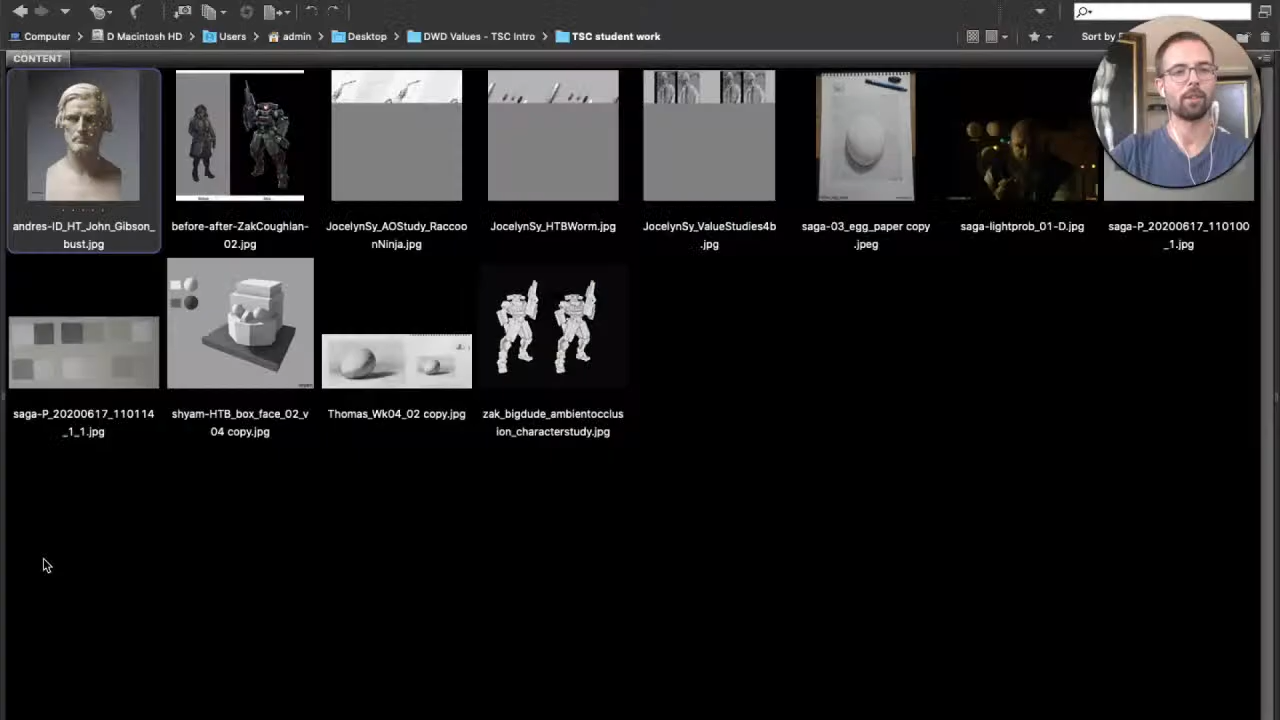 Computer D Macintosh HD Users admin Desktop DWD Values - TSC Intro TSC student work Sort by
CONTENT
andres-ID_HT_John_Gibson_
bust.jpg
before-after-ZakCoughlan-
02.jpg
JocelynSy_AOStudy_Raccoo
nNinja.jpg
JocelynSy_HTBWorm.jpg
JocelynSy_ValueStudies4b
.jpg
saga-03_egg_paper copy
.jpeg
saga-lightprob_01-D.jpg
saga-P_20200617_110100
_1.jpg
saga-P_20200617_110114
_1_1.jpg
shyam-HTB_box_face_02_v
04 copy.jpg
Thomas_Wk04_02 copy.jpg
zak_bigdude_ambientocclus
ion_characterstudy.jpg